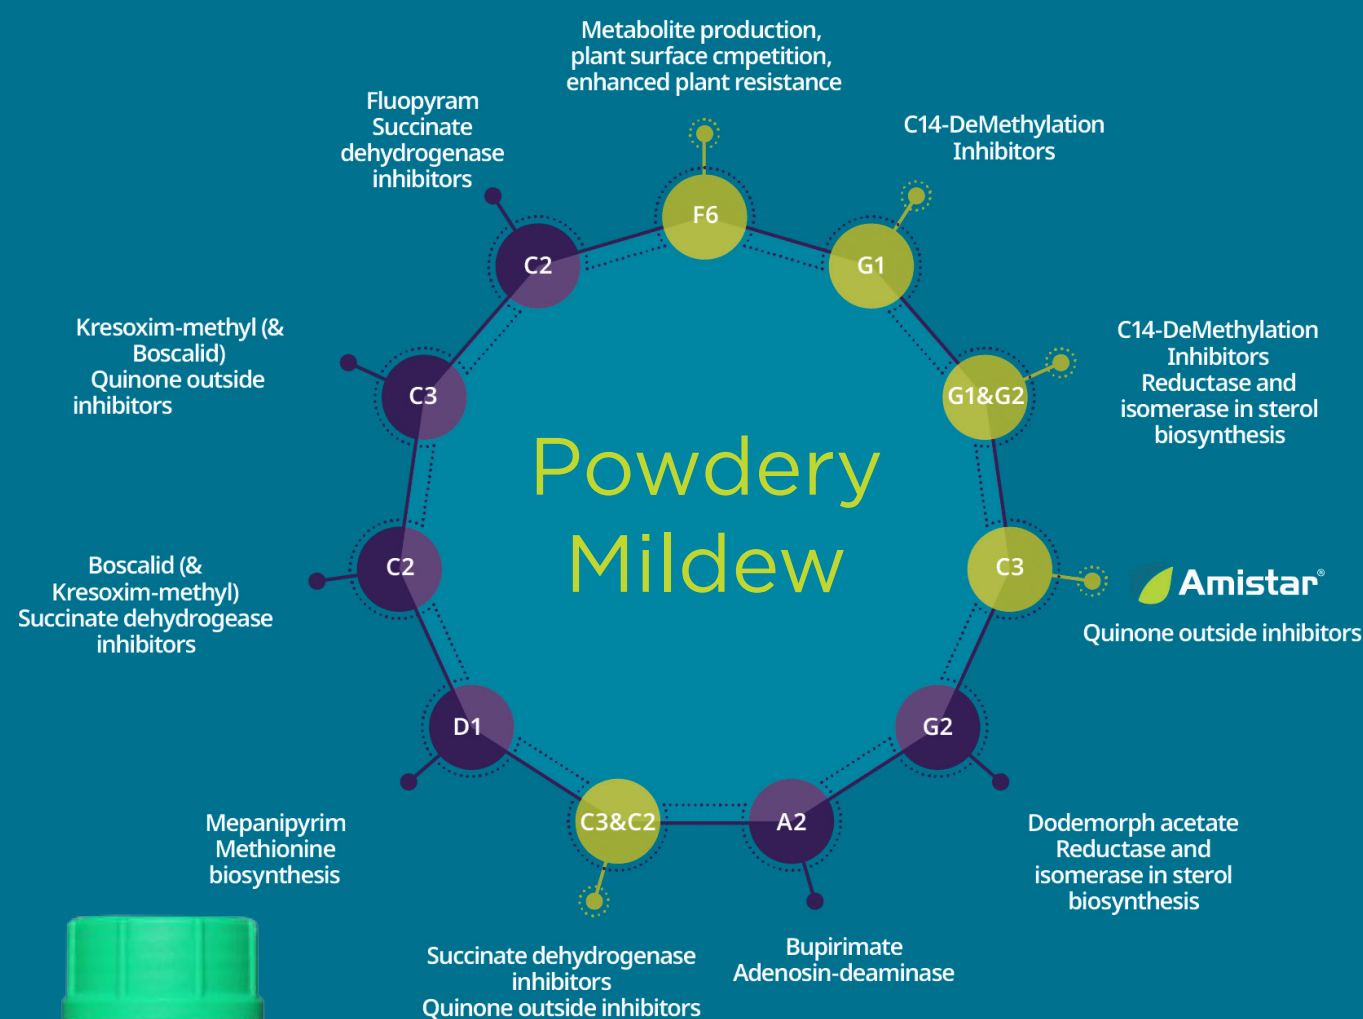 Metabolite production,
plant surface cmpetition,
enhanced plant resistance
F6
C14-DeMethylation
Inhibitors
G1
C14-DeMethylation
Inhibitors
Reductase and
isomerase in sterol
biosynthesis
G1&G2
C3
Amistar®
Quinone outside inhibitors
G2
Dodemorph acetate
Reductase and
isomerase in sterol
biosynthesis
A2
Bupirimate
Adenosin-deaminase
C3&C2
Succinate dehydrogenase
inhibitors
Quinone outside inhibitors
D1
Mepanipyrim
Methionine
biosynthesis
C2
Boscalid (&
Kresoxim-methyl)
Succinate dehydrogease
inhibitors
C3
Kresoxim-methyl (&
Boscalid)
Quinone outside
inhibitors
C2
Fluopyram
Succinate
dehydrogenase
inhibitors
Powdery
Mildew